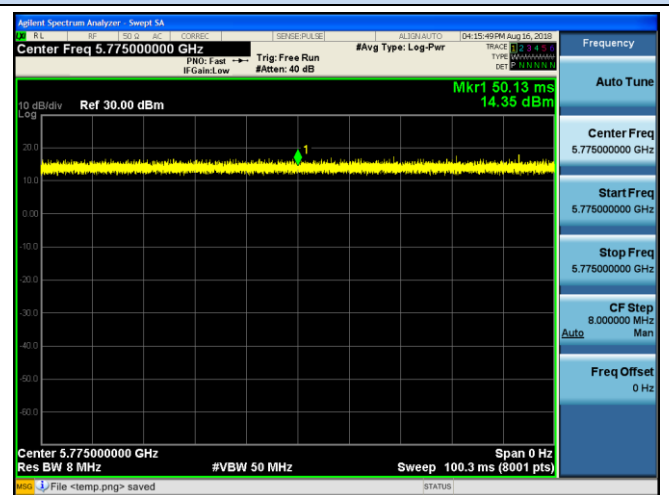 Agilent Spectrum Analyzer - Swept SA
RL RF 50 Ω AC CORREC SENSE:PULSE ALIGNAUTO 04:15:49PM Aug 16, 2018
Center Freq 5.775000000 GHz
PNO: Fast
IFGain:Low
Trig: Free Run
#Atten: 40 dB
#Avg Type: Log-Pwr
TRACE 1 2 3 4 5 6
TYPE
DET P N N N N N
Mkr1 50.13 ms
14.35 dBm
10 dB/div Ref 30.00 dBm
Log
1
20.0
10.0
0.00
-10.0
-20.0
-30.0
-40.0
-50.0
-60.0
Center 5.775000000 GHz Span 0 Hz
Res BW 8 MHz #VBW 50 MHz Sweep 100.3 ms (8001 pts)
MSG File <temp.png> saved STATUS
Frequency
Auto Tune
Center Freq
5.775000000 GHz
Start Freq
5.775000000 GHz
Stop Freq
5.775000000 GHz
CF Step
8.000000 MHz
Auto Man
Freq Offset
0 Hz